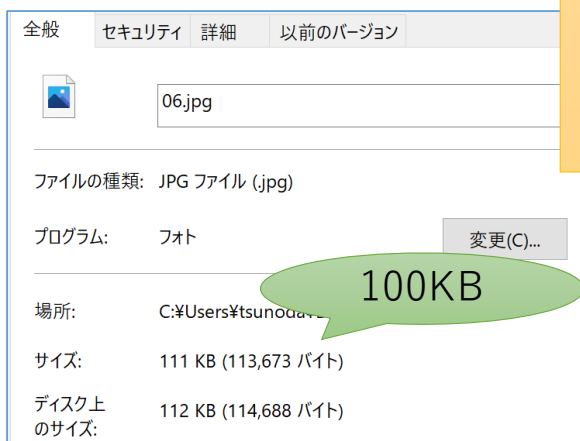 全般 セキュリティ 詳細 以前のバージョン
06.jpg
ファイルの種類: JPG ファイル (.jpg)
プログラム: フォト 変更(C)...
100KB
場所: C:¥Users¥tsunoda¥
サイズ: 111 KB (113,673 バイト)
ディスク上
のサイズ: 112 KB (114,688 バイト)